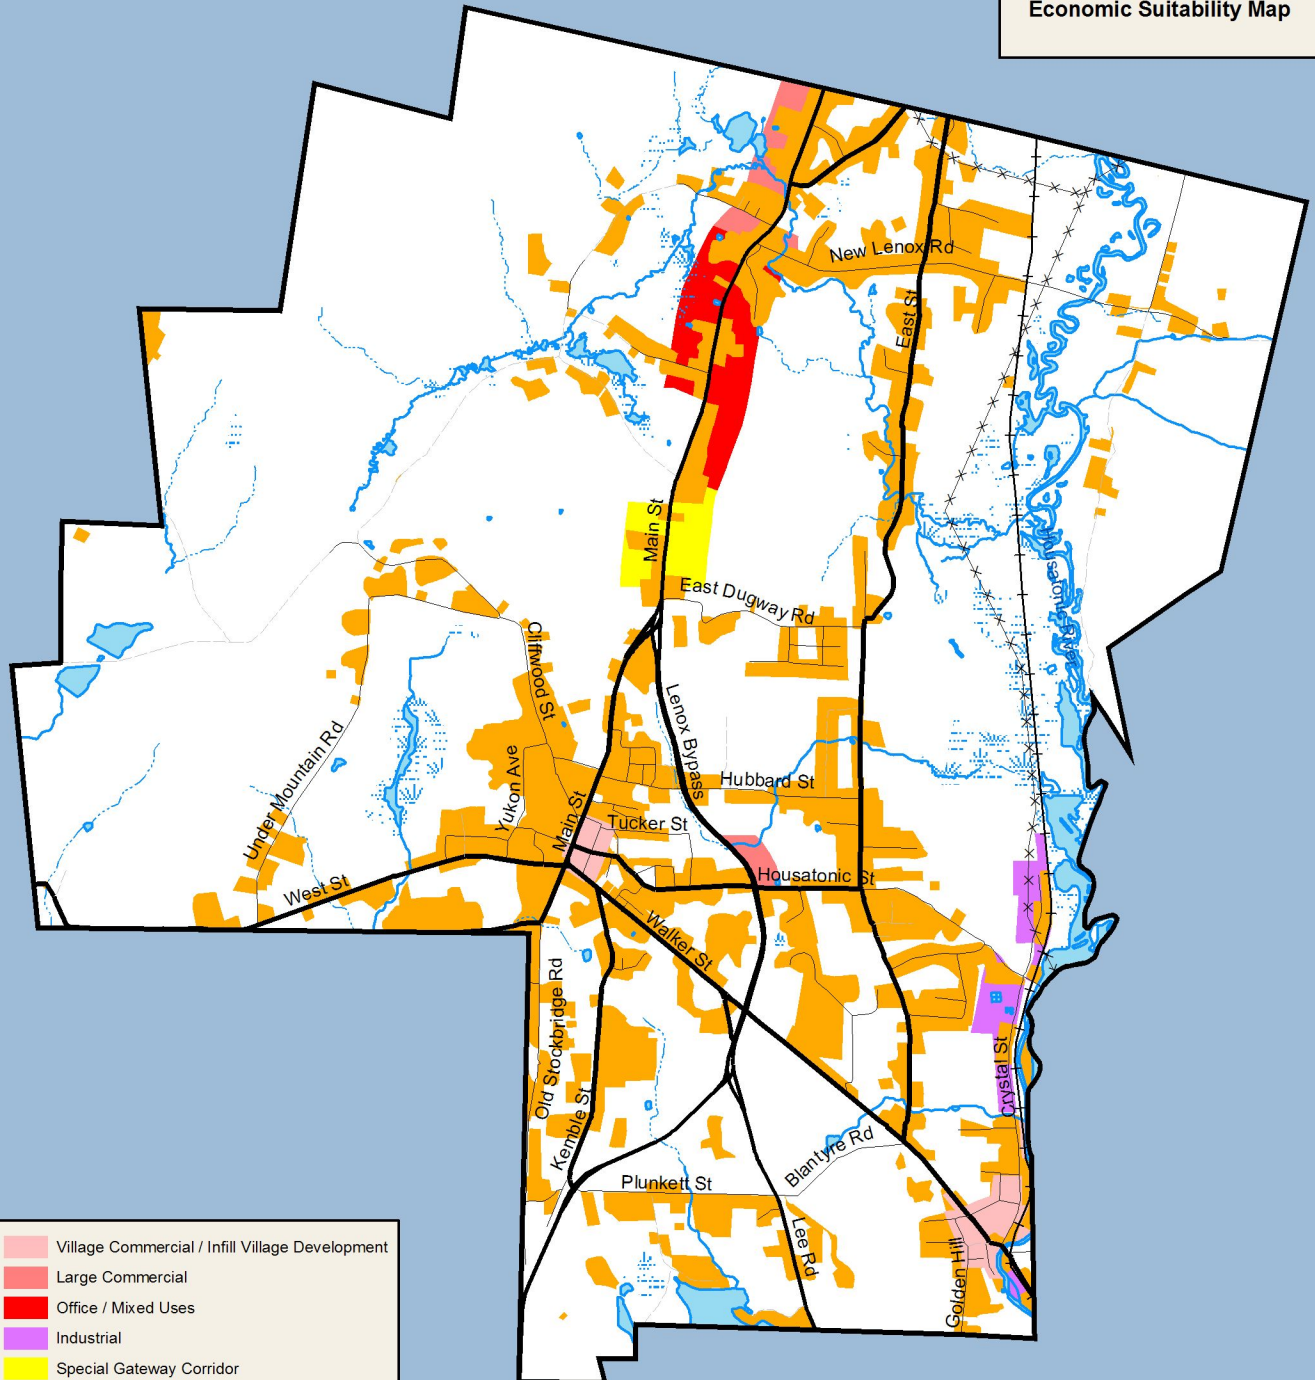 Economic Suitability Map
New Lenox Rd
East St
Main St
East Dugway Rd
Housatonic River
Cliffwood St
Lenox Bypass
Under Mountain Rd
Yukon Ave
Hubbard St
Main St
Tucker St
West St
Housatonic St
Walker St
Old Stockbridge Rd
Crystal St
Kemble St
Blantyre Rd
Plunkett St
Lee Rd
Golden Hill
Village Commercial / Infill Village Development
Large Commercial
Office / Mixed Uses
Industrial
Special Gateway Corridor